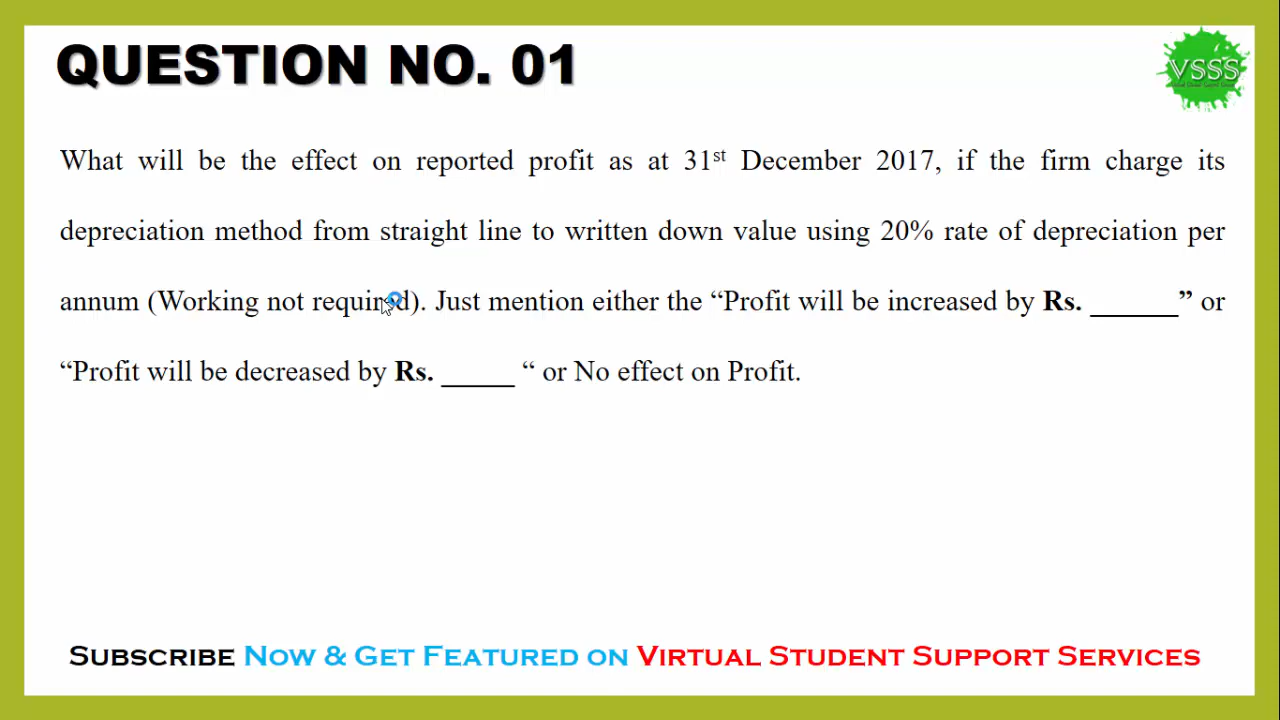 QUESTION NO. 01
VSSS
What will be the effect on reported profit as at 31st December 2017, if the firm charge its
depreciation method from straight line to written down value using 20% rate of depreciation per
annum (Working not required). Just mention either the “Profit will be increased by Rs. ______” or
“Profit will be decreased by Rs. _____ “ or No effect on Profit.
SUBSCRIBE NOW & GET FEATURED ON VIRTUAL STUDENT SUPPORT SERVICES